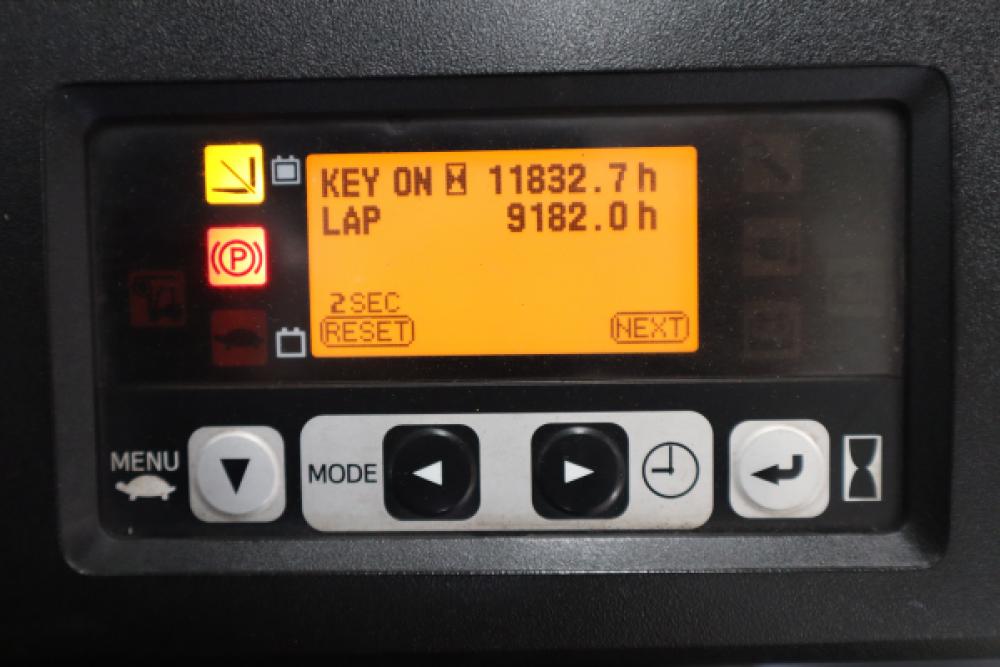 KEY ON 11832.7 h
LAP 9182.0 h
2SEC
RESET NEXT
P
MENU
MODE